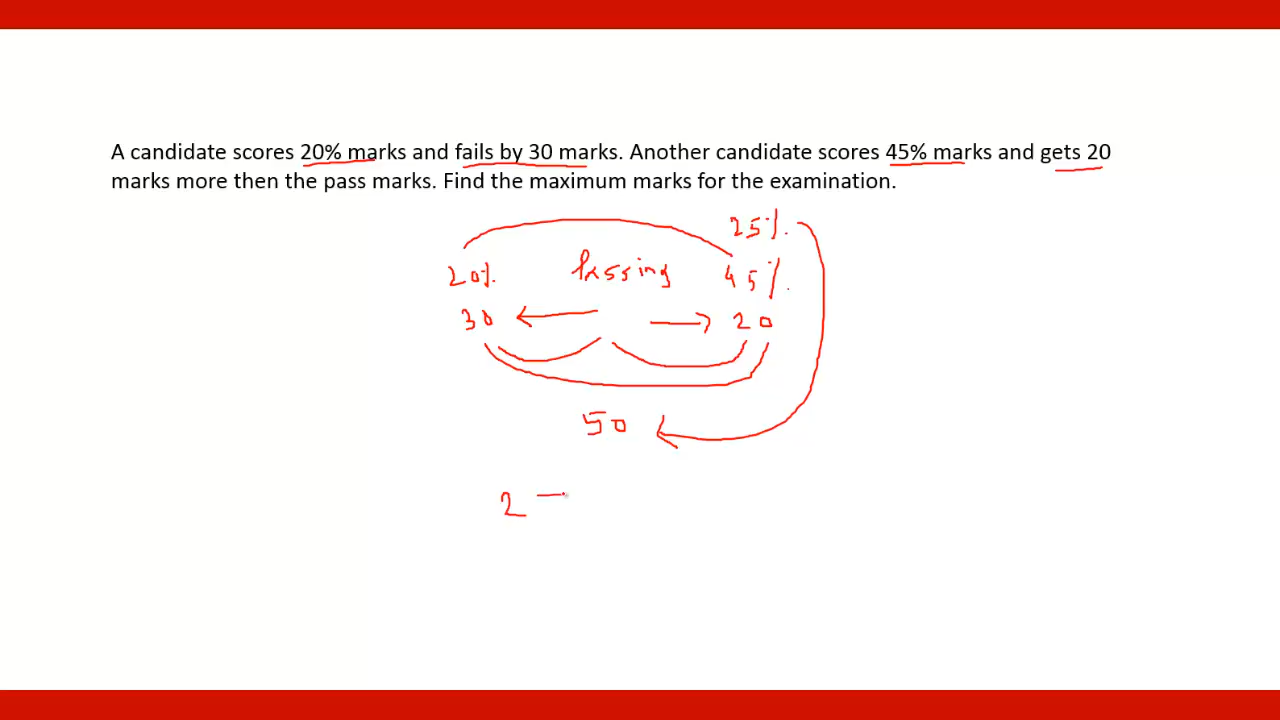 A candidate scores 20% marks and fails by 30 marks. Another candidate scores 45% marks and gets 20
marks more then the pass marks. Find the maximum marks for the examination.
25%.
20%. Passing 45%.
30 20
50
2